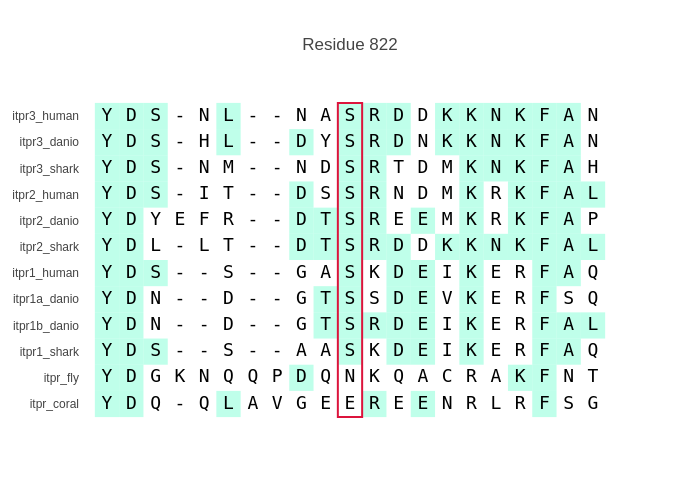 Residue 822
itpr3_human Y D S - N L - - N A S R D D K K N K F A N
itpr3_danio Y D S - H L - - D Y S R D N K K N K F A N
itpr3_shark Y D S - N M - - N D S R T D M K N K F A H
itpr2_human Y D S - I T - - D S S R N D M K R K F A L
itpr2_danio Y D Y E F R - - D T S R E E M K R K F A P
itpr2_shark Y D L - L T - - D T S R D D K K N K F A L
itpr1_human Y D S - - S - - G A S K D E I K E R F A Q
itpr1a_danio Y D N - - D - - G T S S D E V K E R F S Q
itpr1b_danio Y D N - - D - - G T S R D E I K E R F A L
itpr1_shark Y D S - - S - - A A S K D E I K E R F A Q
itpr_fly Y D G K N Q Q P D Q N K Q A C R A K F N T
itpr_coral Y D Q - Q L A V G E E R E E N R L R F S G